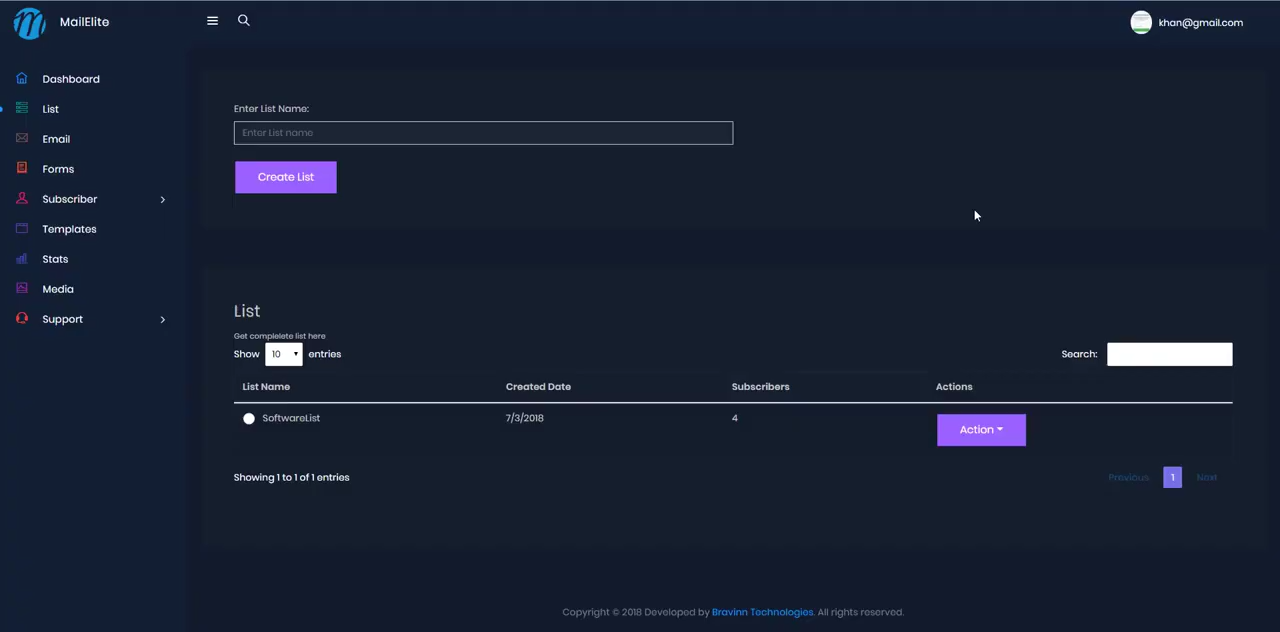 MailElite
khan@gmail.com
Dashboard
List
Email
Forms
Subscriber
Templates
Stats
Media
Support
Enter List Name:
Enter List name
Create List
List
Get complelete list here
Show 10 entries
Search:
List Name Created Date Subscribers Actions
SoftwareList 7/3/2018 4 Action
Showing 1 to 1 of 1 entries
Previous 1 Next
Copyright © 2018 Developed by Bravinn Technologies. All rights reserved.